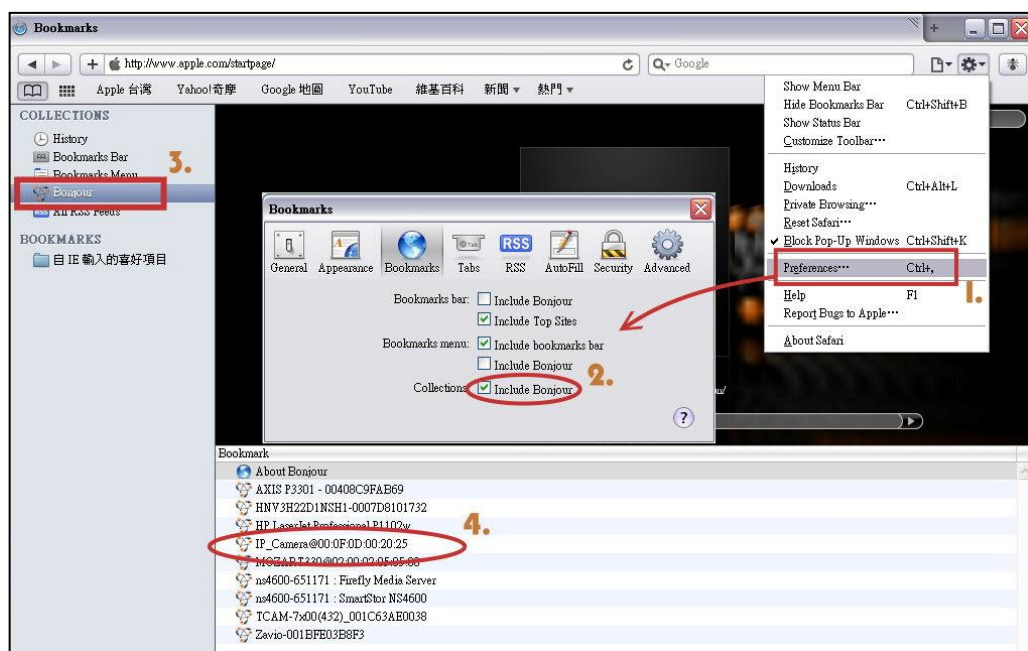 Bookmarks
http://www.apple.com/startpage/
Google
Apple 台灣 Yahoo!奇摩 Google 地圖 YouTube 維基百科 新聞 熱門
COLLECTIONS
History
Bookmarks Bar
Bookmarks Menu
Bonjour
All RSS Feeds
BOOKMARKS
自 IE 輸入的喜好項目
3.
Show Menu Bar
Hide Bookmarks Bar Ctrl+Shift+B
Show Status Bar
Customize Toolbar...
History
Downloads Ctrl+Alt+L
Private Browsing...
Reset Safari...
Block Pop-Up Windows Ctrl+Shift+K
Preferences... Ctrl+,
1.
Help F1
Report Bugs to Apple...
About Safari
Bookmarks
RSS
General Appearance Bookmarks Tabs RSS AutoFill Security Advanced
Bookmarks bar: Include Bonjour
Include Top Sites
Bookmarks menu: Include bookmarks bar
Include Bonjour
2.
Collections: Include Bonjour
?
Bookmark
About Bonjour
AXIS P3301 - 00408C9FAB69
HNV3H22D1NSH1-0007D8101732
HP LaserJet Professional P1102w
4.
IP_Camera@00:0F:0D:00:20:25
ns4600-651171 : Firefly Media Server
ns4600-651171 : SmartStor NS4600
TCAM-7x00(432)_001C63AE0038
Zavio-001BFE03B8F3